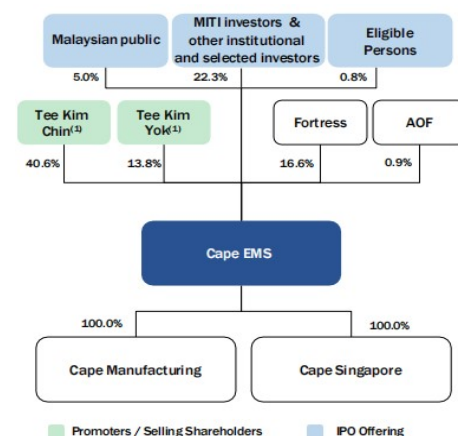 Malaysian public
MITI investors &
other institutional
and selected investors
Eligible
Persons
5.0%
22.3%
0.8%
Tee Kim
Chin(1)
Tee Kim
Yok(1)
Fortress
AOF
40.6%
13.8%
16.6%
0.9%
Cape EMS
100.0%
100.0%
Cape Manufacturing
Cape Singapore
Promoters / Selling Shareholders
IPO Offering